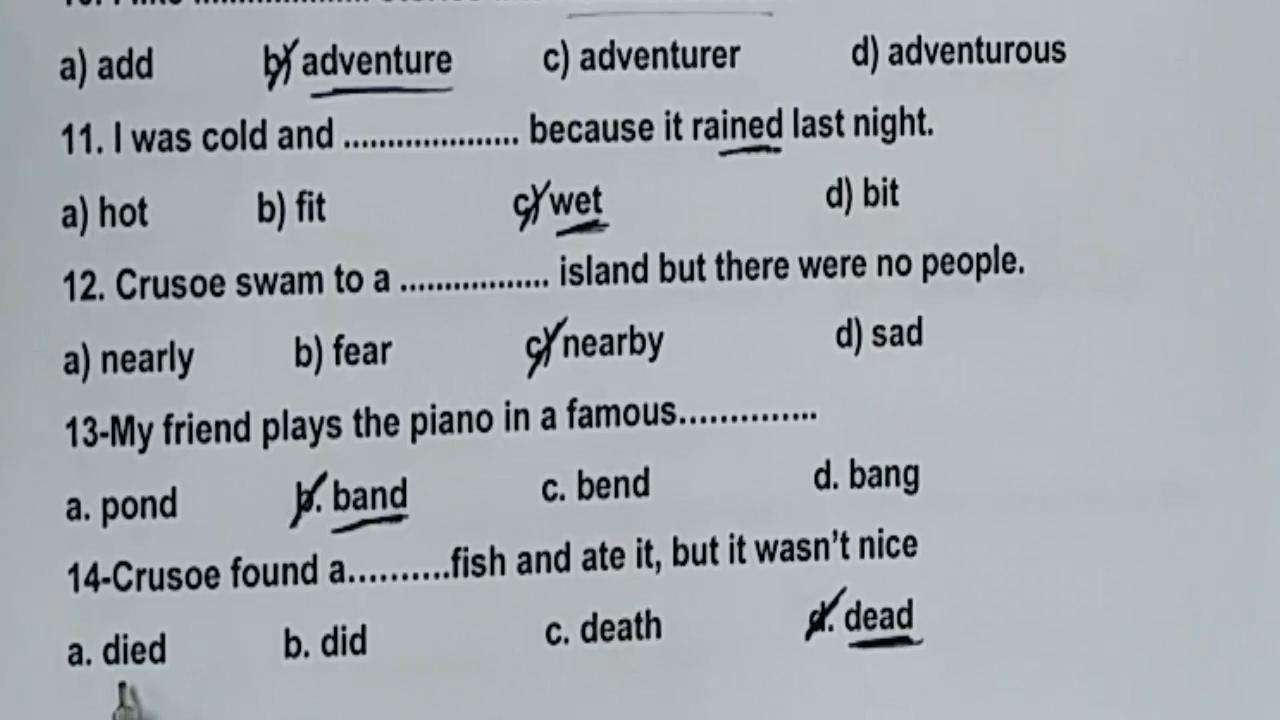 a) add b) adventure c) adventurer d) adventurous
11. I was cold and ................... because it rained last night.
a) hot b) fit c) wet d) bit
12. Crusoe swam to a ................. island but there were no people.
a) nearly b) fear c) nearby d) sad
13-My friend plays the piano in a famous..............
a. pond b. band c. bend d. bang
14-Crusoe found a..........fish and ate it, but it wasn't nice
a. died b. did c. death d. dead